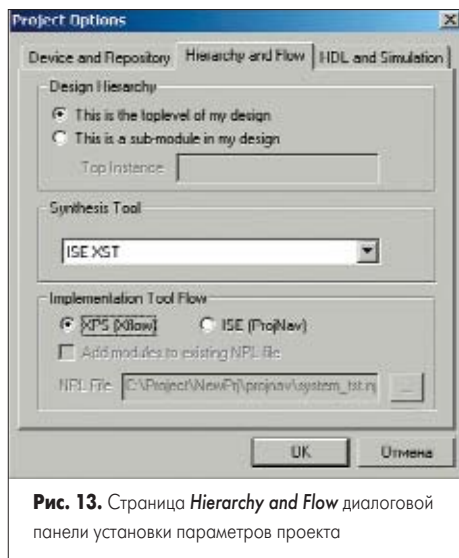 Project Options
Device and Repository Hierarchy and Flow HDL and Simulation
Design Hierarchy
This is the toplevel of my design
This is a sub-module in my design
Top Instance
Synthesis Tool
ISE XST
Implementation Tool Flow
XPS (Xflow) ISE (ProjNav)
Add modules to existing NPL file
NPL File C:\Project\NewPrj\projnav\system_tst.n ...
OK Отмена
Рис. 13. Страница Hierarchy and Flow диалоговой
панели установки параметров проекта